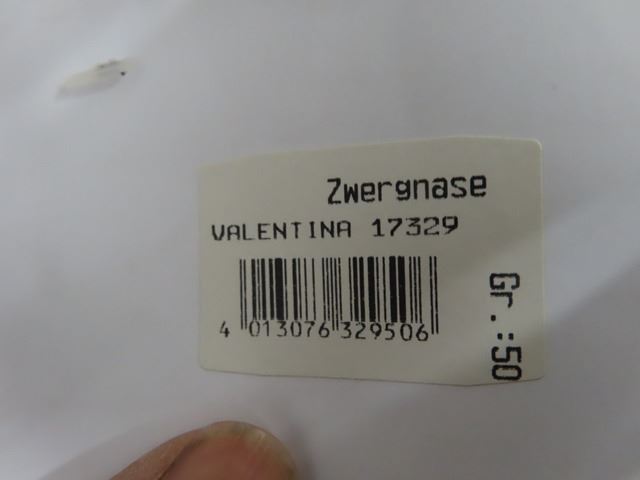 Zwergnase
VALENTINA 17329
4 013076 329506
Gr.:50